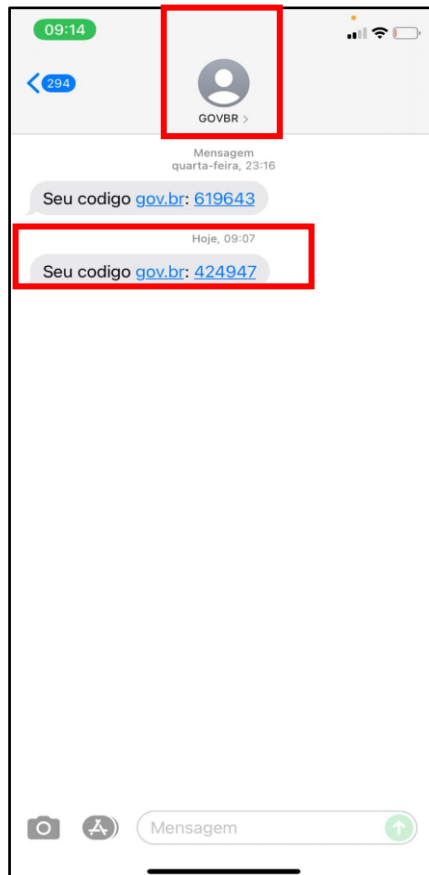 09:14
294
GOVBR >
Mensagem
quarta-feira, 23:16
Seu codigo gov.br: 619643
Hoje, 09:07
Seu codigo gov.br: 424947
Mensagem